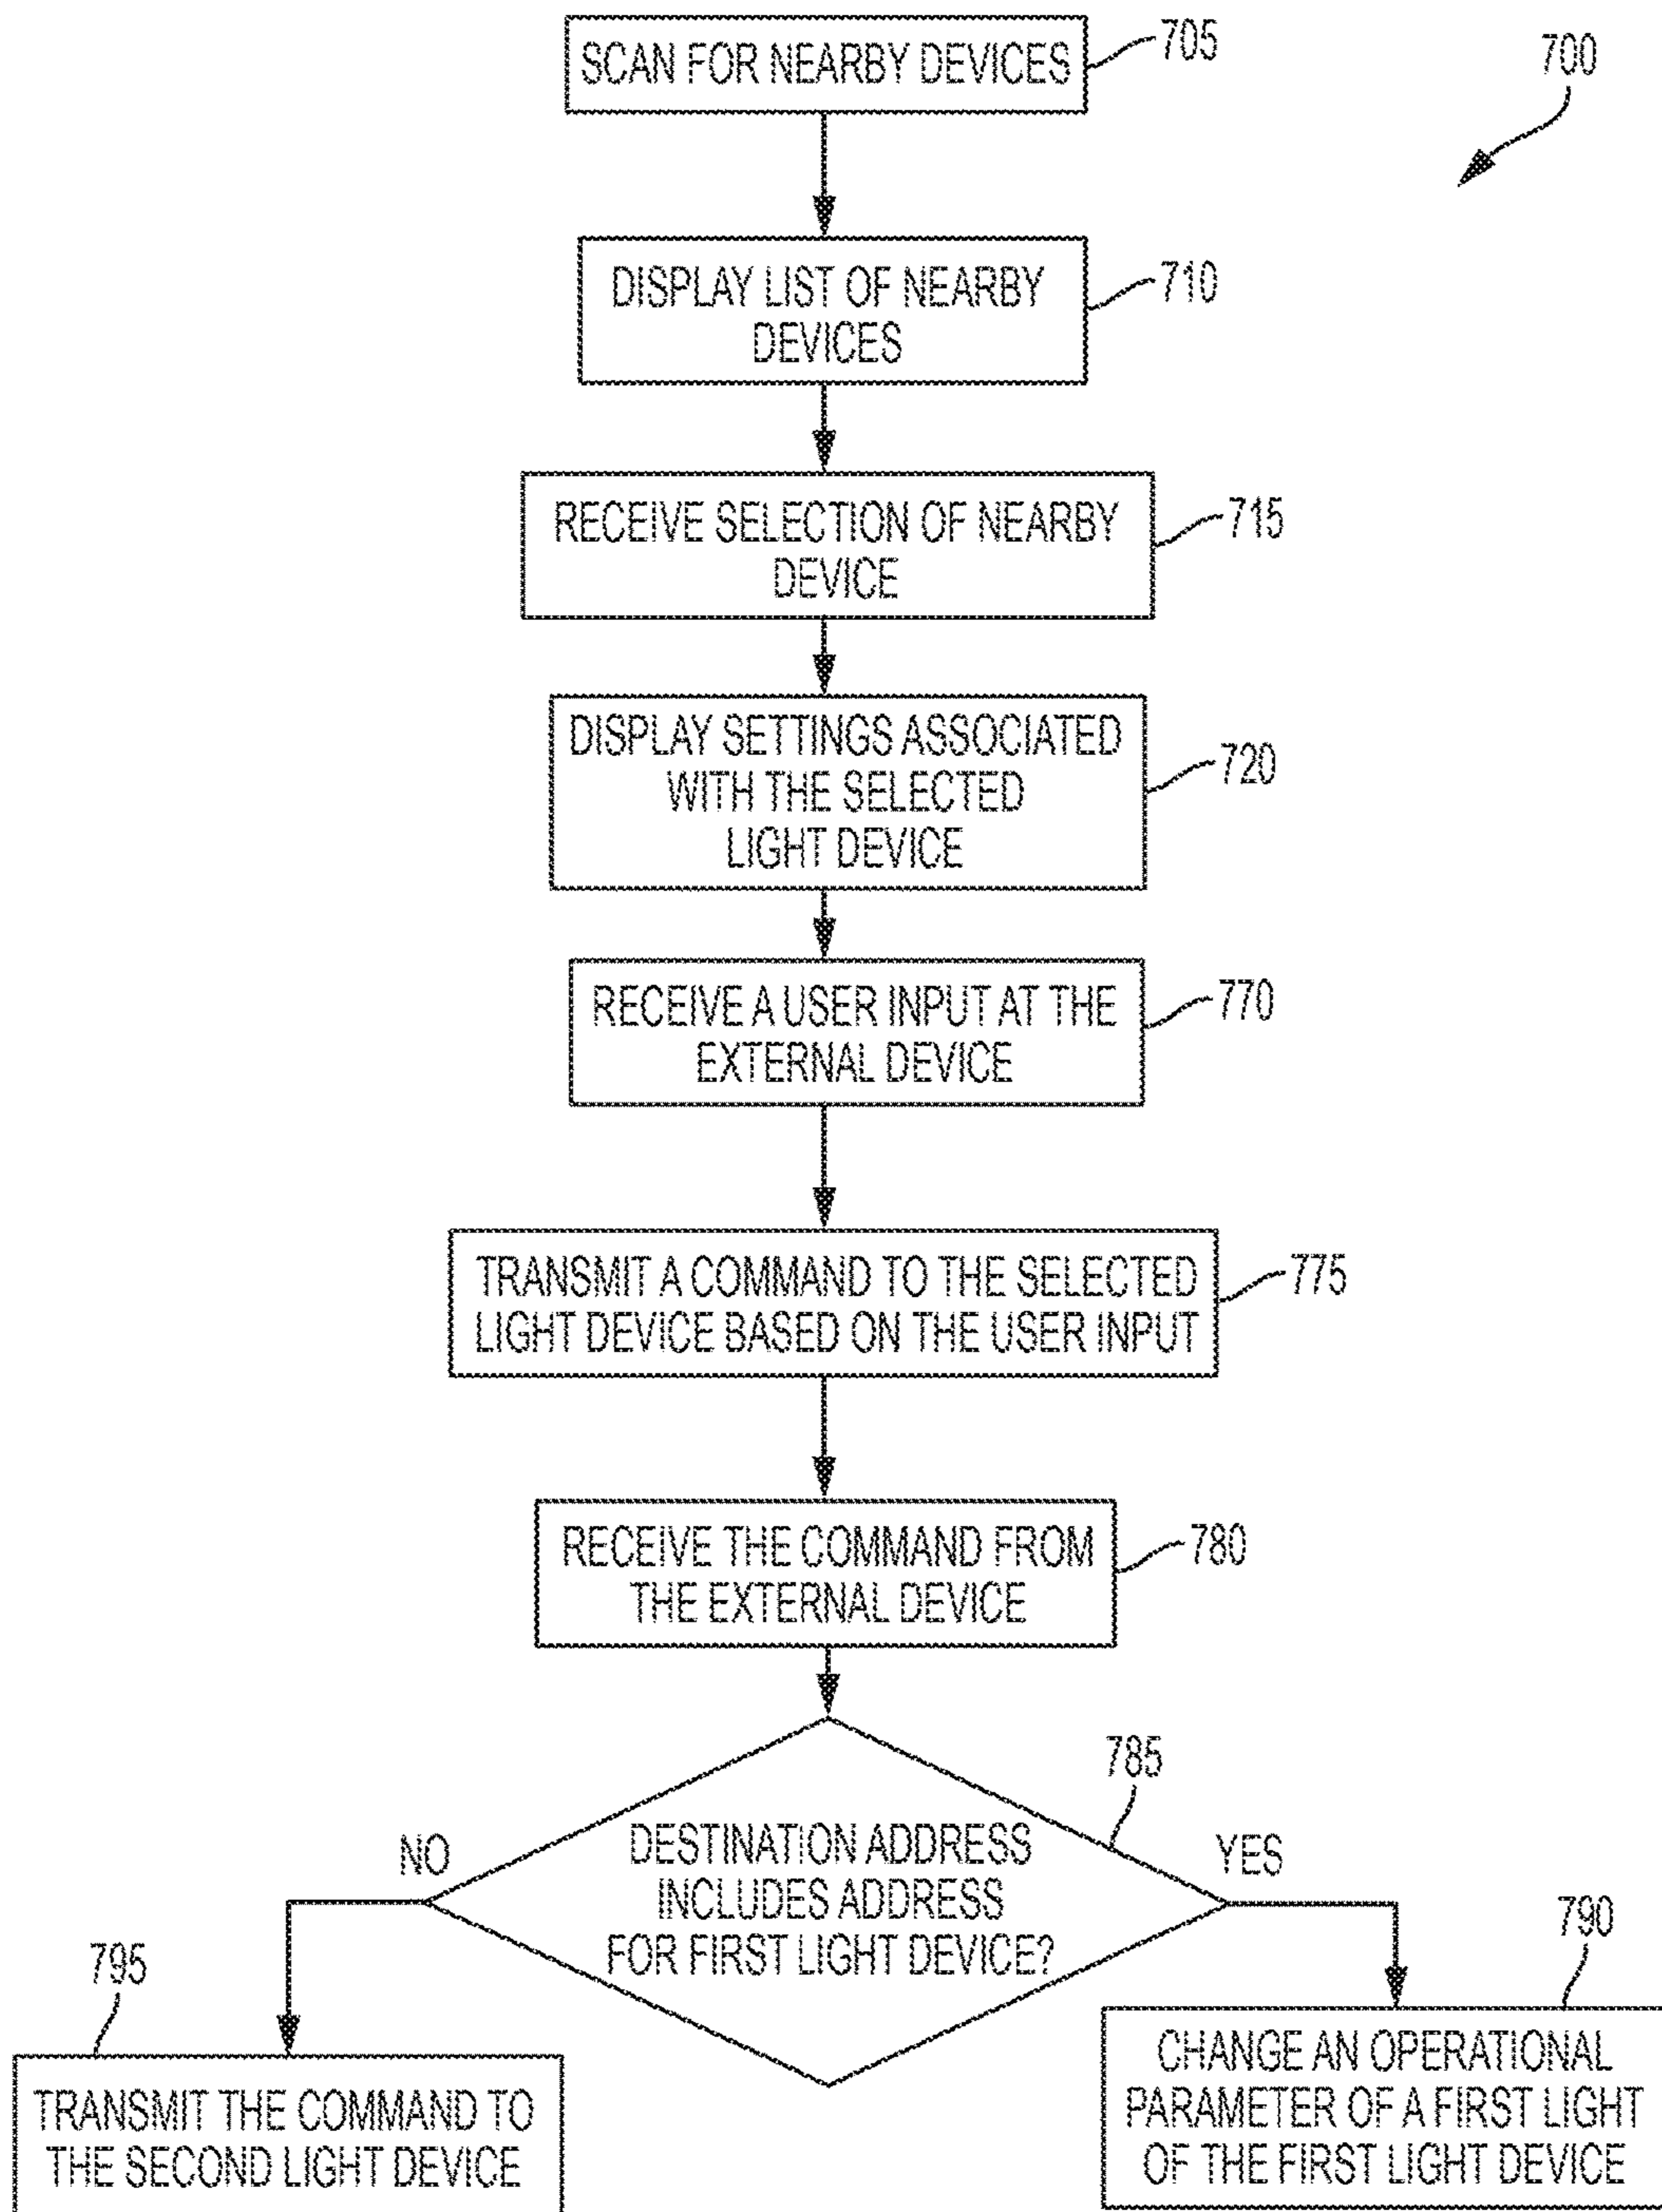 SCAN FOR NEARBY DEVICES
705
700
DISPLAY LIST OF NEARBY
DEVICES
710
RECEIVE SELECTION OF NEARBY
DEVICE
715
DISPLAY SETTINGS ASSOCIATED
WITH THE SELECTED
LIGHT DEVICE
720
RECEIVE A USER INPUT AT THE
EXTERNAL DEVICE
770
TRANSMIT A COMMAND TO THE SELECTED
LIGHT DEVICE BASED ON THE USER INPUT
775
RECEIVE THE COMMAND FROM
THE EXTERNAL DEVICE
780
785
NO
DESTINATION ADDRESS
INCLUDES ADDRESS
FOR FIRST LIGHT DEVICE?
YES
795
TRANSMIT THE COMMAND TO
THE SECOND LIGHT DEVICE
790
CHANGE AN OPERATIONAL
PARAMETER OF A FIRST LIGHT
OF THE FIRST LIGHT DEVICE